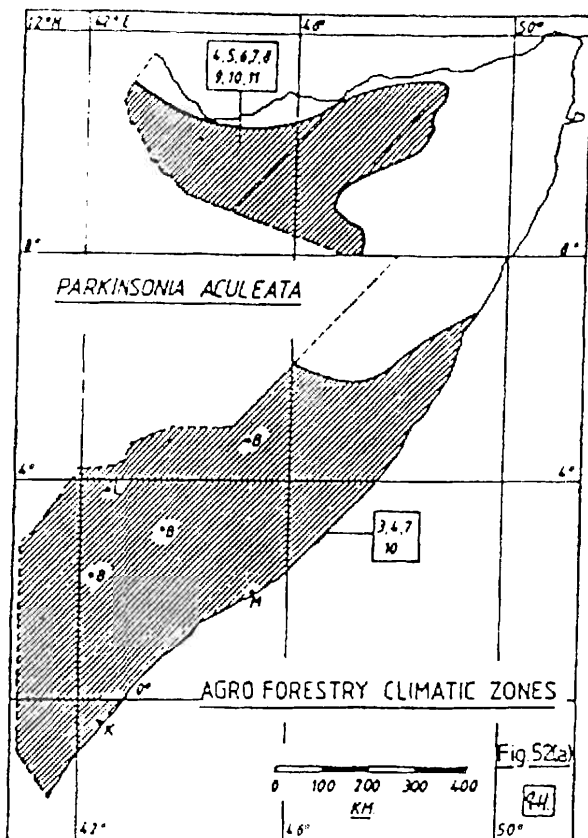 12°N 42°E 46° 50°
4,5,6,7,8
9,10,11
8° 8°
PARKINSONIA ACULEATA
B
4° 4°
L
B
3,4,7
10
B
M
AGRO FORESTRY CLIMATIC ZONES
0°
K
Fig.52(a)
0 100 200 300 400
KM
42° 46° 50°